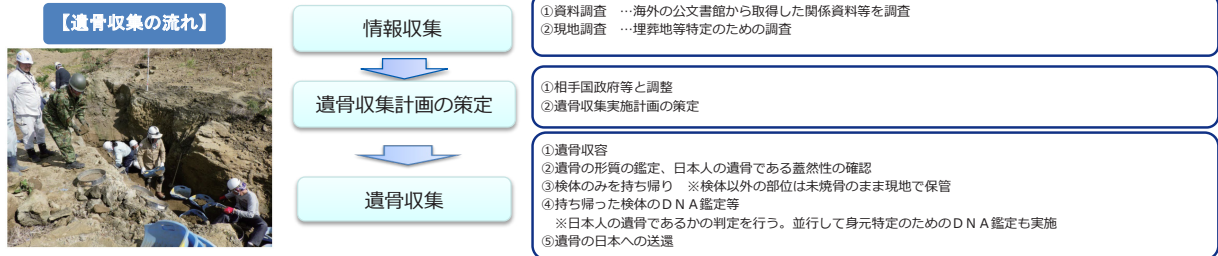 【遺骨収集の流れ】
情報収集
①資料調査　…海外の公文書館から取得した関係資料等を調査
②現地調査　…埋葬地等特定のための調査
遺骨収集計画の策定
①相手国政府等と調整
②遺骨収集実施計画の策定
遺骨収集
①遺骨収容
②遺骨の形質の鑑定、日本人の遺骨である蓋然性の確認
③検体のみを持ち帰り　※検体以外の部位は未焼骨のまま現地で保管
④持ち帰った検体のＤＮＡ鑑定等
※日本人の遺骨であるかの判定を行う。並行して身元特定のためのＤＮＡ鑑定も実施
⑤遺骨の日本への送還